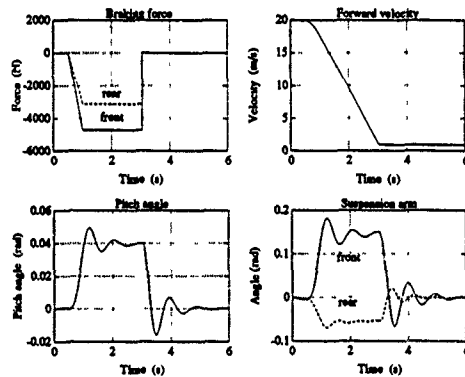 Braking force
2000
0
-2000
-4000
-6000
Force (N)
rear
front
0 2 4 6
Time (s)
Forward velocity
20
15
10
5
0
Velocity (m/s)
0 2 4 6
Time (s)
Pitch angle
0.06
0.04
0.02
0
-0.02
Pitch angle (rad)
0 2 4 6
Time (s)
Suspension arm
0.2
0.1
0
-0.1
Angle (rad)
front
rear
0 2 4 6
Time (s)